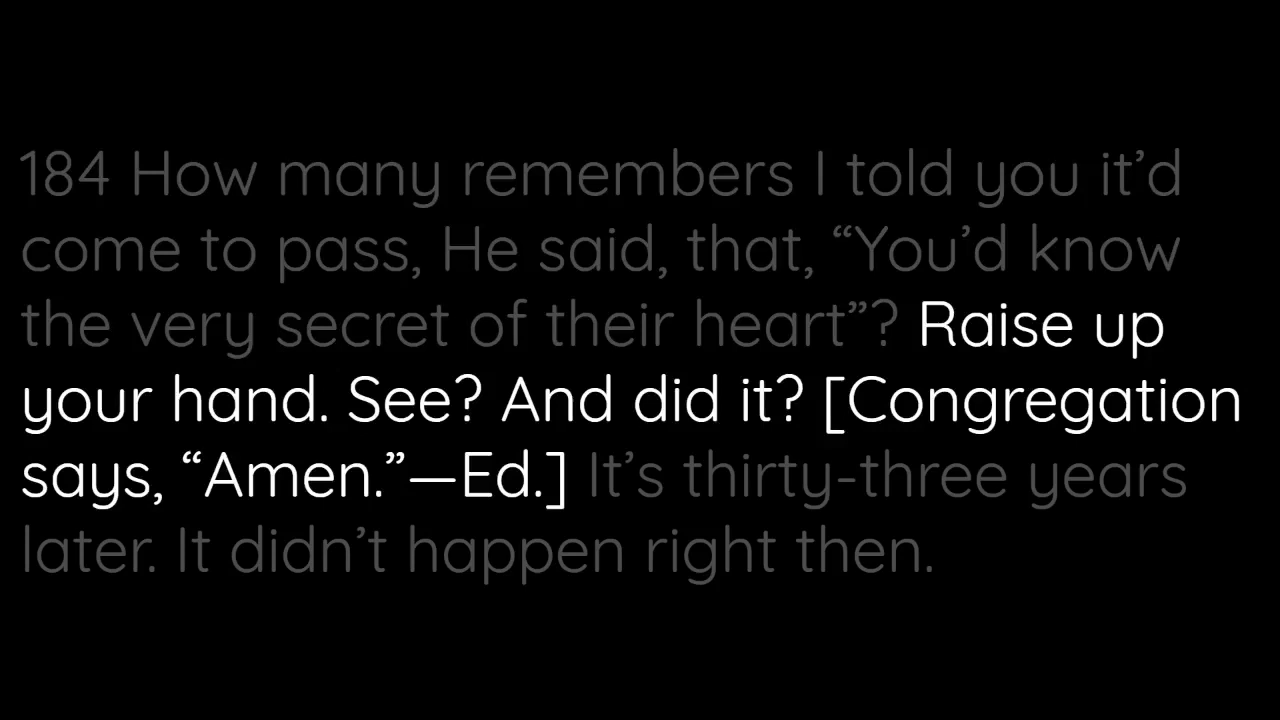 184 How many remembers I told you it’d
come to pass, He said, that, “You’d know
the very secret of their heart”? Raise up
your hand. See? And did it? [Congregation
says, “Amen.”—Ed.] It’s thirty-three years
later. It didn’t happen right then.